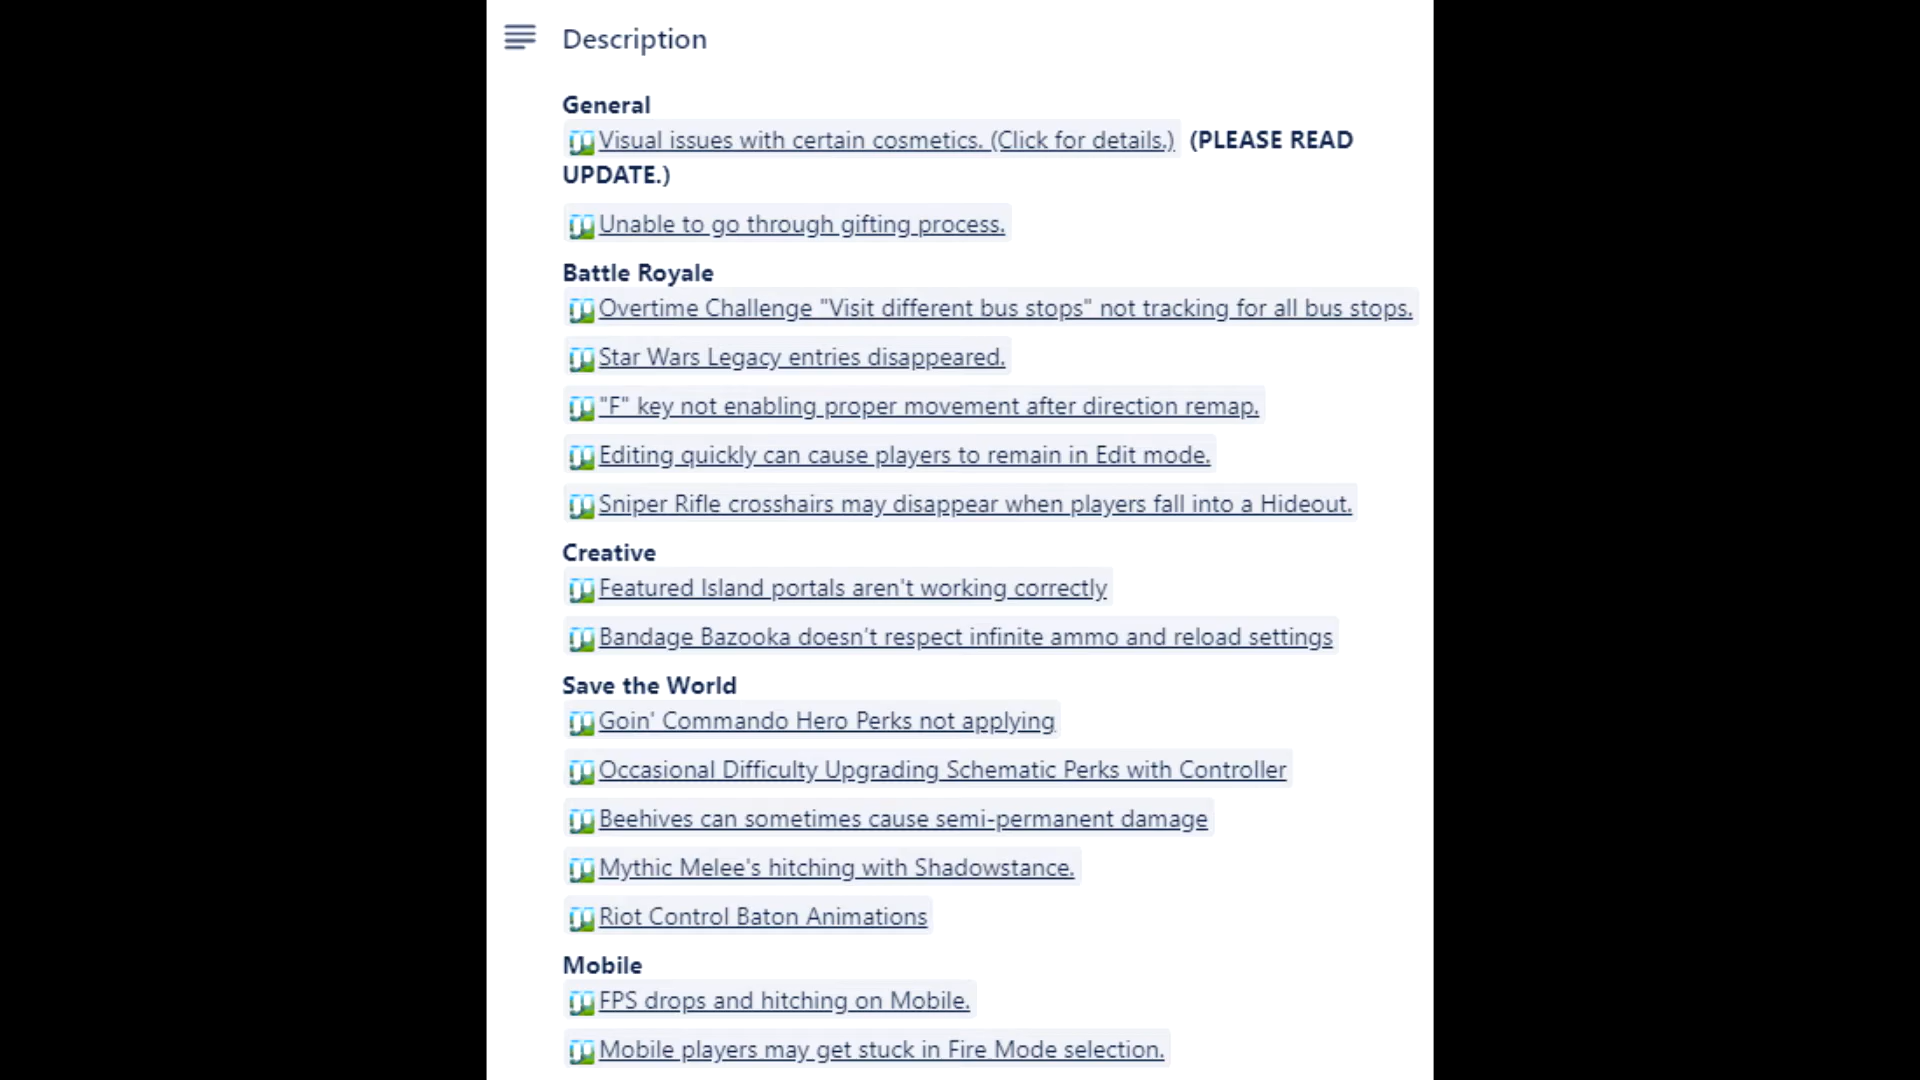 Description
General
Visual issues with certain cosmetics. (Click for details.) (PLEASE READ
UPDATE.)
Unable to go through gifting process.
Battle Royale
Overtime Challenge "Visit different bus stops" not tracking for all bus stops.
Star Wars Legacy entries disappeared.
"F" key not enabling proper movement after direction remap.
Editing quickly can cause players to remain in Edit mode.
Sniper Rifle crosshairs may disappear when players fall into a Hideout.
Creative
Featured Island portals aren't working correctly
Bandage Bazooka doesn't respect infinite ammo and reload settings
Save the World
Goin' Commando Hero Perks not applying
Occasional Difficulty Upgrading Schematic Perks with Controller
Beehives can sometimes cause semi-permanent damage
Mythic Melee's hitching with Shadowstance.
Riot Control Baton Animations
Mobile
FPS drops and hitching on Mobile.
Mobile players may get stuck in Fire Mode selection.